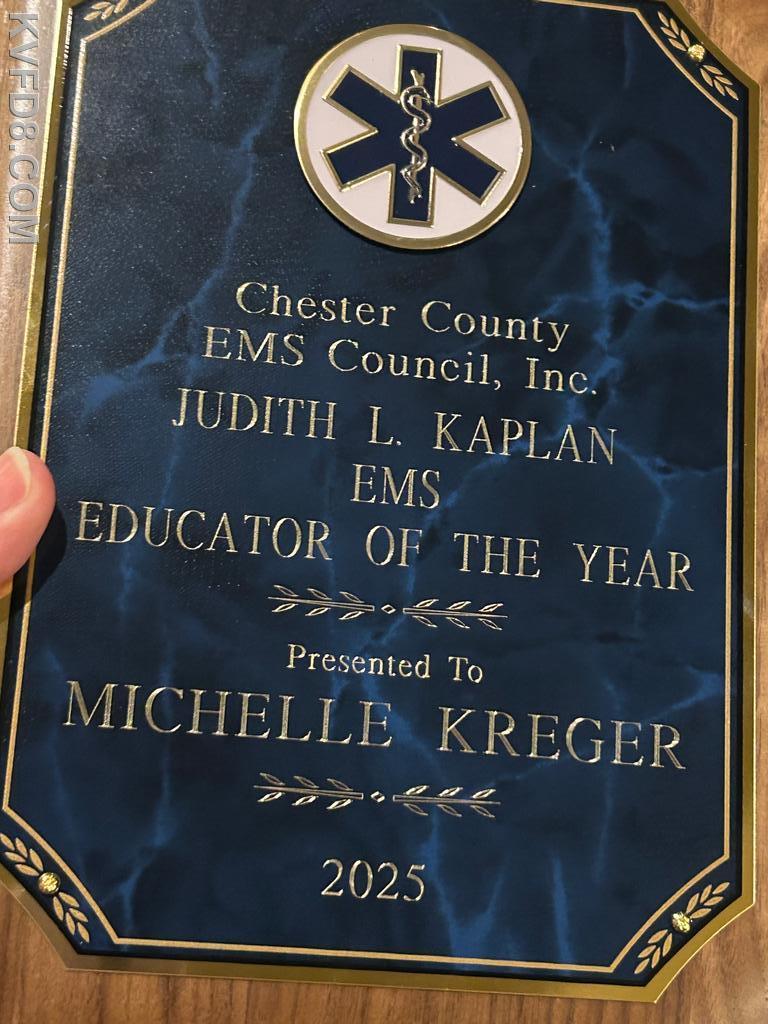 KVFD8.COM
Chester County
EMS Council, Inc.
JUDITH L. KAPLAN
EMS
EDUCATOR OF THE YEAR
Presented To
MICHELLE KREGER
2025